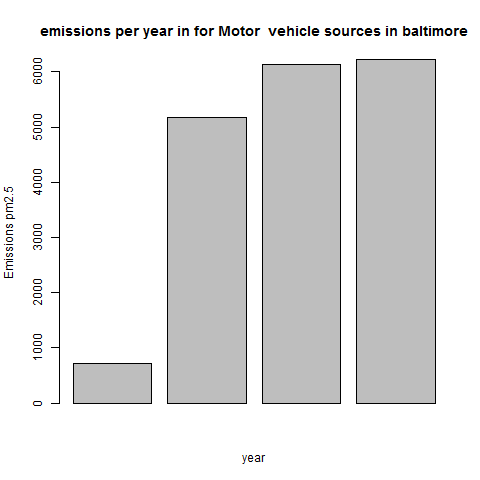 emissions per year in for Motor  vehicle sources in baltimore
6000
5000
4000
3000
2000
1000
0
Emissions pm2.5
year